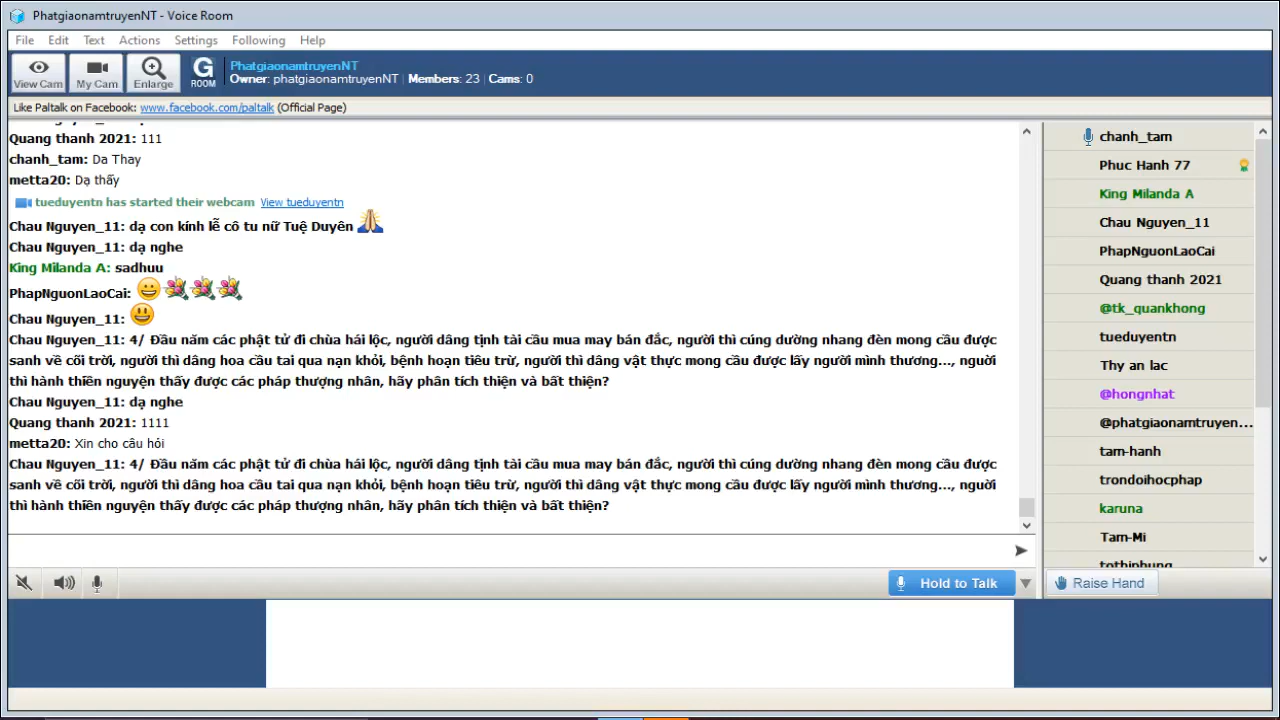 PhatgiaonamtruyenNT - Voice Room
File Edit Text Actions Settings Following Help
View Cam My Cam Enlarge G ROOM
PhatgiaonamtruyenNT
Owner: phatgiaonamtruyenNT Members: 23 Cams: 0
Like Paltalk on Facebook: www.facebook.com/paltalk (Official Page)
Quang thanh 2021: 111
chanh_tam: Da Thay
metta20: Dạ thấy
tueduyentn has started their webcam View tueduyentn
Chau Nguyen_11: dạ con kính lễ cô tu nữ Tuệ Duyên
Chau Nguyen_11: dạ nghe
King Milanda A: sadhuu
PhapNguonLaoCai:
Chau Nguyen_11:
Chau Nguyen_11: 4/ Đầu năm các phật tử đi chùa hái lộc, người dâng tịnh tài cầu mua may bán đắc, người thì cúng dường nhang đèn mong cầu được
sanh về cõi trời, người thì dâng hoa cầu tai qua nạn khỏi, bệnh hoạn tiêu trừ, người thì dâng vật thực mong cầu được lấy người mình thương..., nguời
thì hành thiền nguyện thấy được các pháp thượng nhân, hãy phân tích thiện và bất thiện?
Chau Nguyen_11: dạ nghe
Quang thanh 2021: 1111
metta20: Xin cho câu hỏi
Chau Nguyen_11: 4/ Đầu năm các phật tử đi chùa hái lộc, người dâng tịnh tài cầu mua may bán đắc, người thì cúng dường nhang đèn mong cầu được
sanh về cõi trời, người thì dâng hoa cầu tai qua nạn khỏi, bệnh hoạn tiêu trừ, người thì dâng vật thực mong cầu được lấy người mình thương..., nguời
thì hành thiền nguyện thấy được các pháp thượng nhân, hãy phân tích thiện và bất thiện?
Hold to Talk
chanh_tam
Phuc Hanh 77
King Milanda A
Chau Nguyen_11
PhapNguonLaoCai
Quang thanh 2021
@tk_quankhong
tueduyentn
Thy an lac
@hongnhat
@phatgiaonamtruyen...
tam-hanh
trondoihocphap
karuna
Tam-Mi
tothiphung
Raise Hand